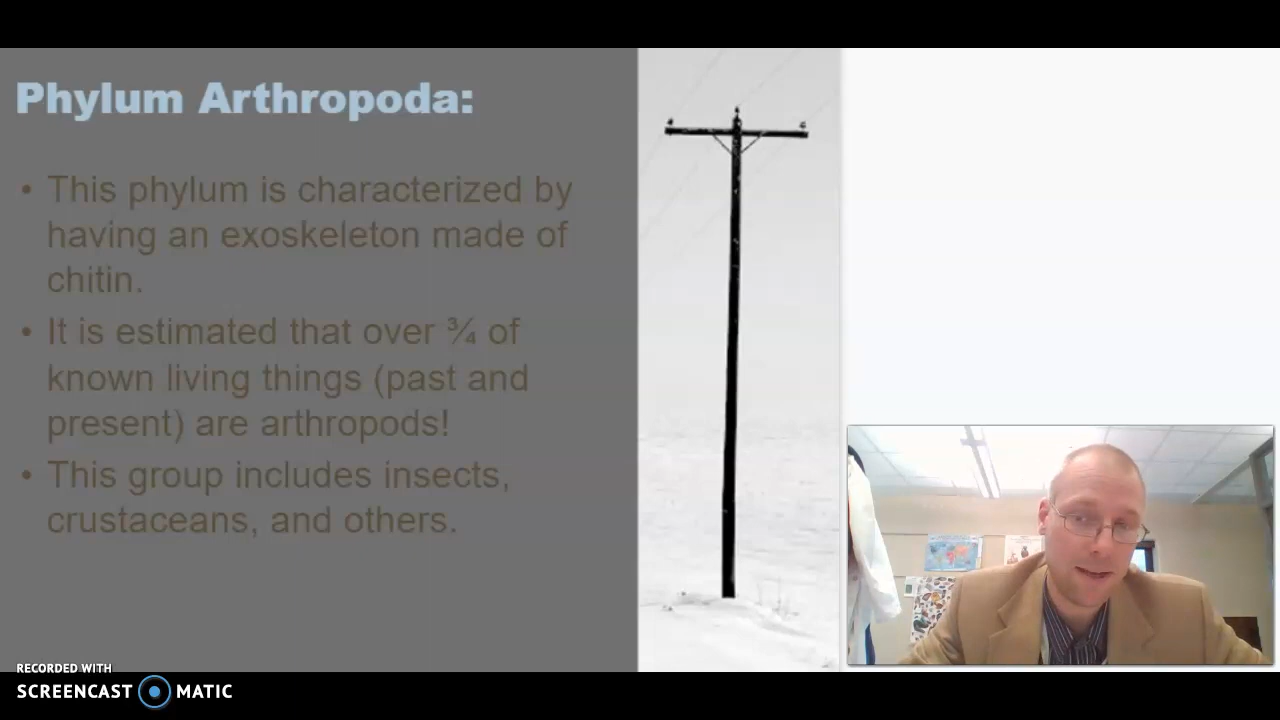 Phylum Arthropoda:
• This phylum is characterized by
having an exoskeleton made of
chitin.
• It is estimated that over ¾ of
known living things (past and
present) are arthropods!
• This group includes insects,
crustaceans, and others.
RECORDED WITH
SCREENCAST MATIC